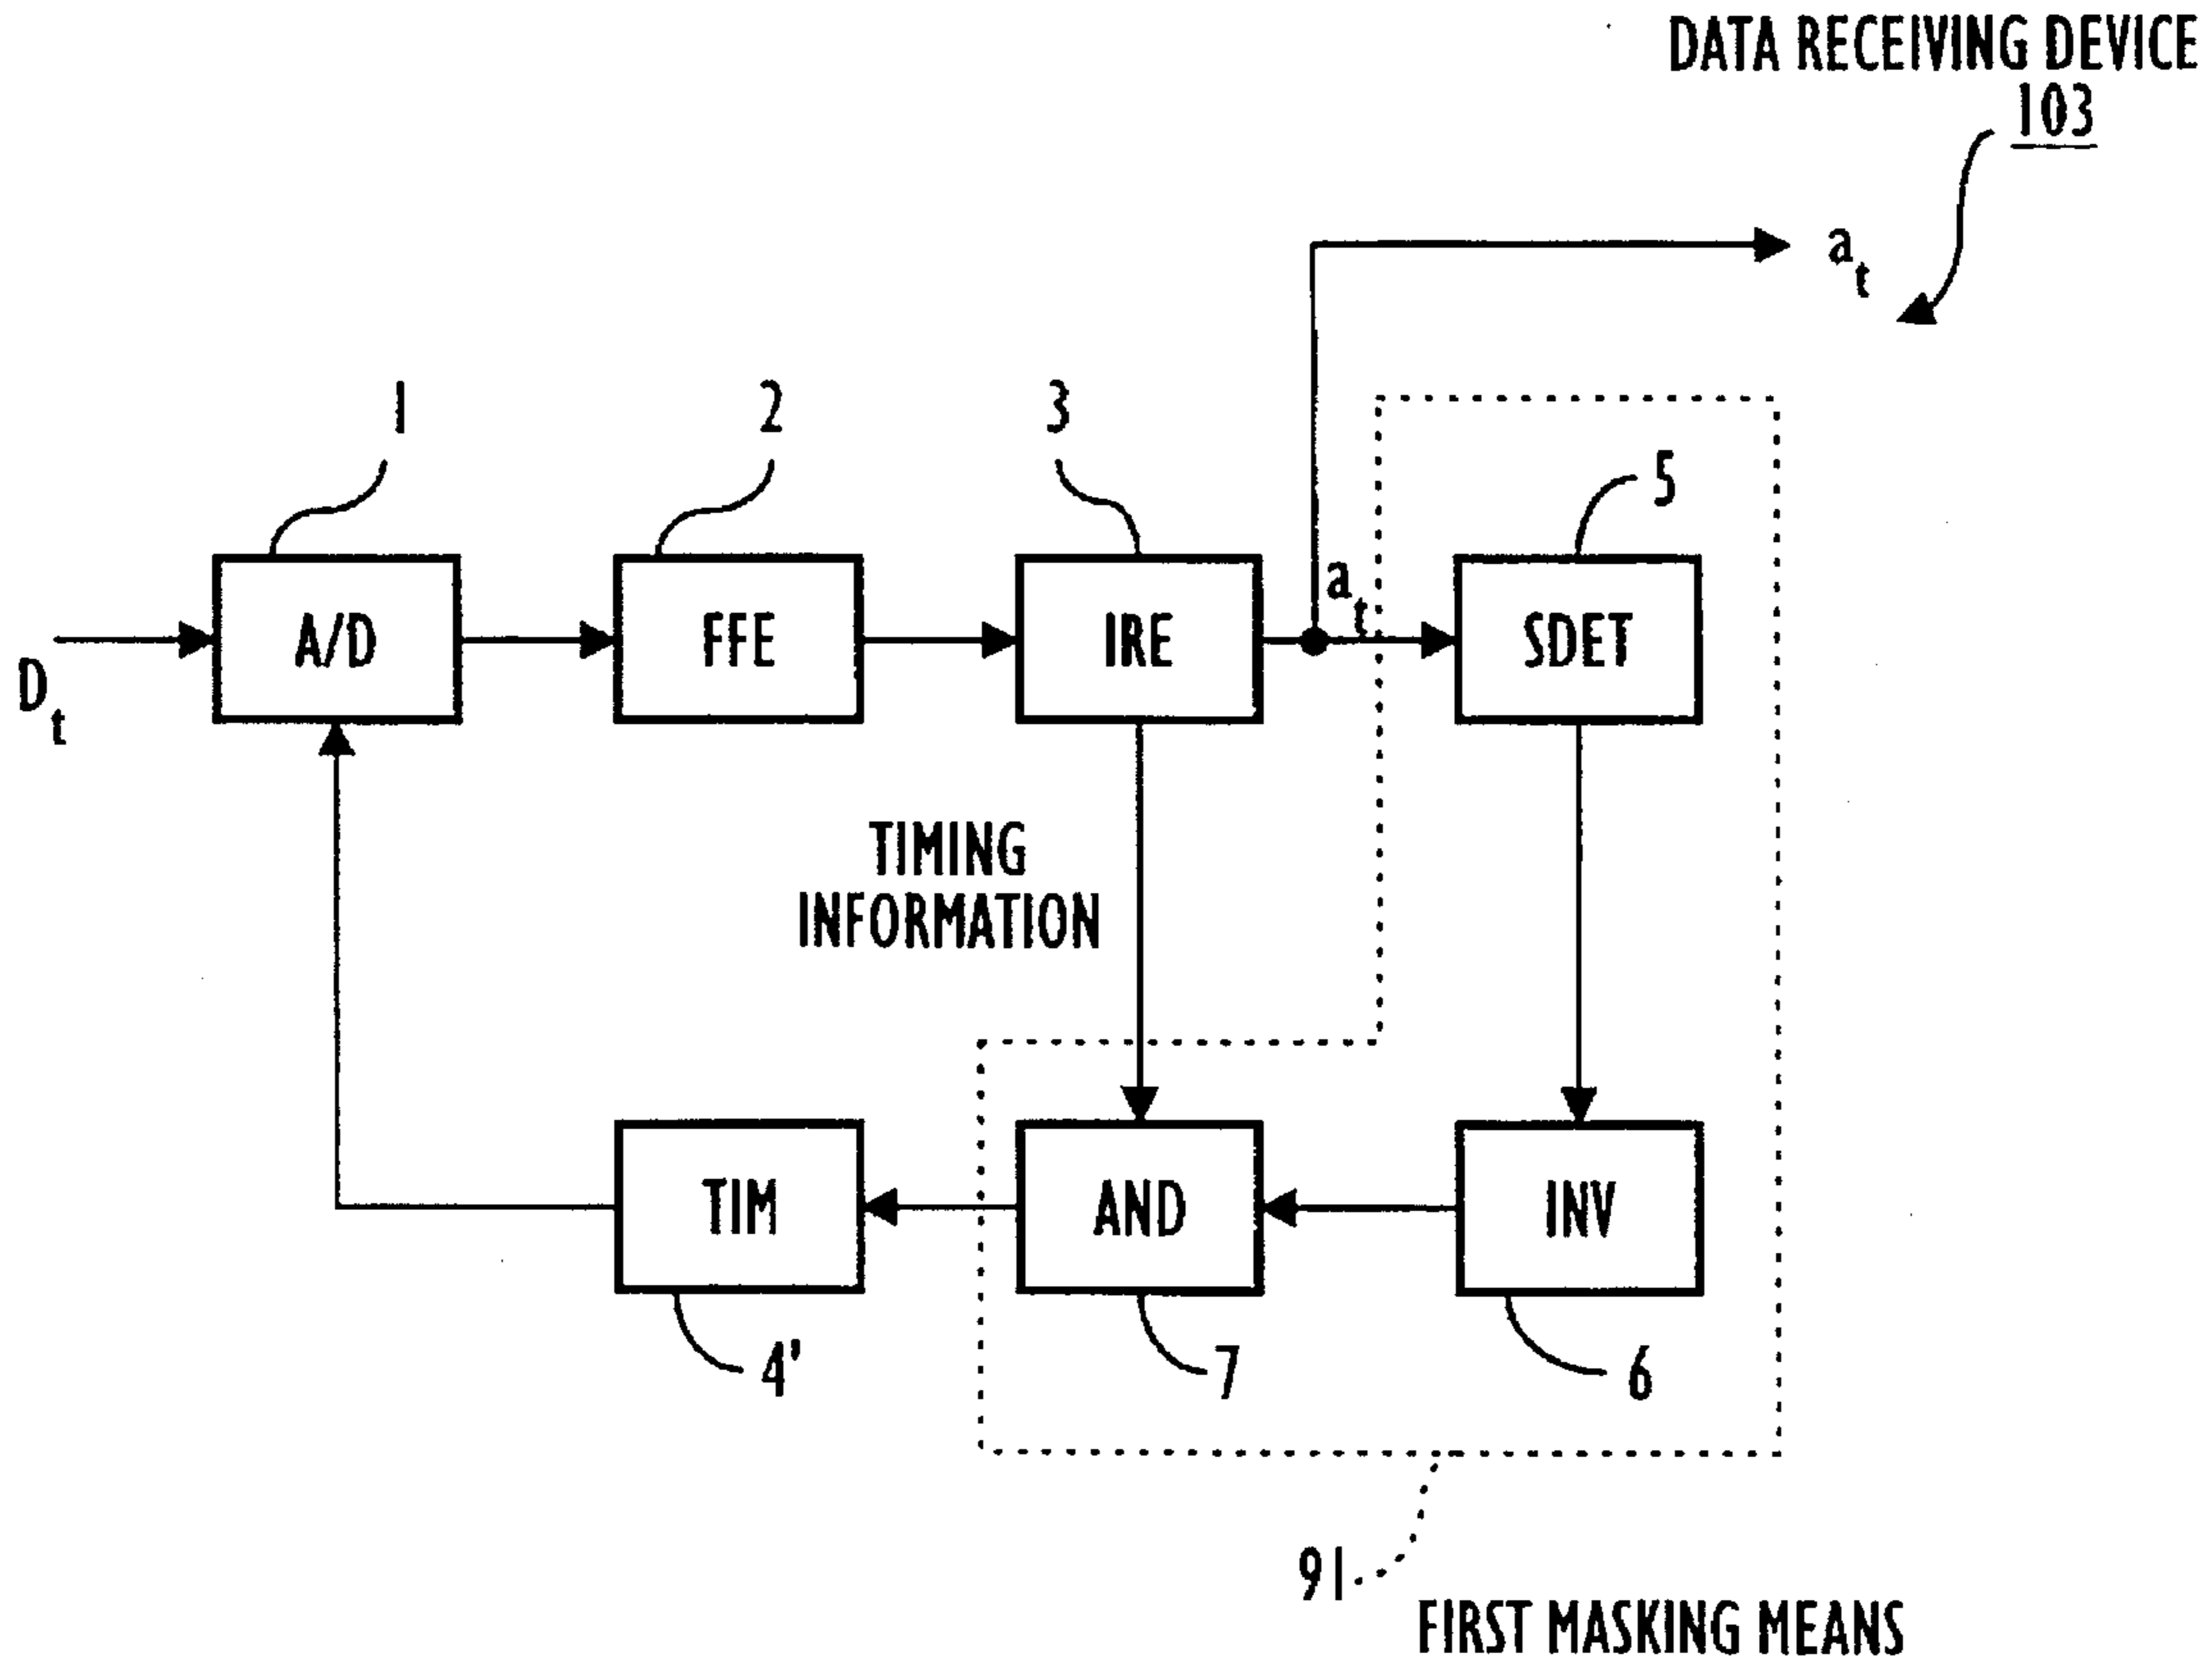 DATA RECEIVING DEVICE
103
a t
1
2
3
5
A/D
FFE
IRE
a t
SDET
D t
TIMING
INFORMATION
TIM
AND
INV
4'
7
6
91
FIRST MASKING MEANS